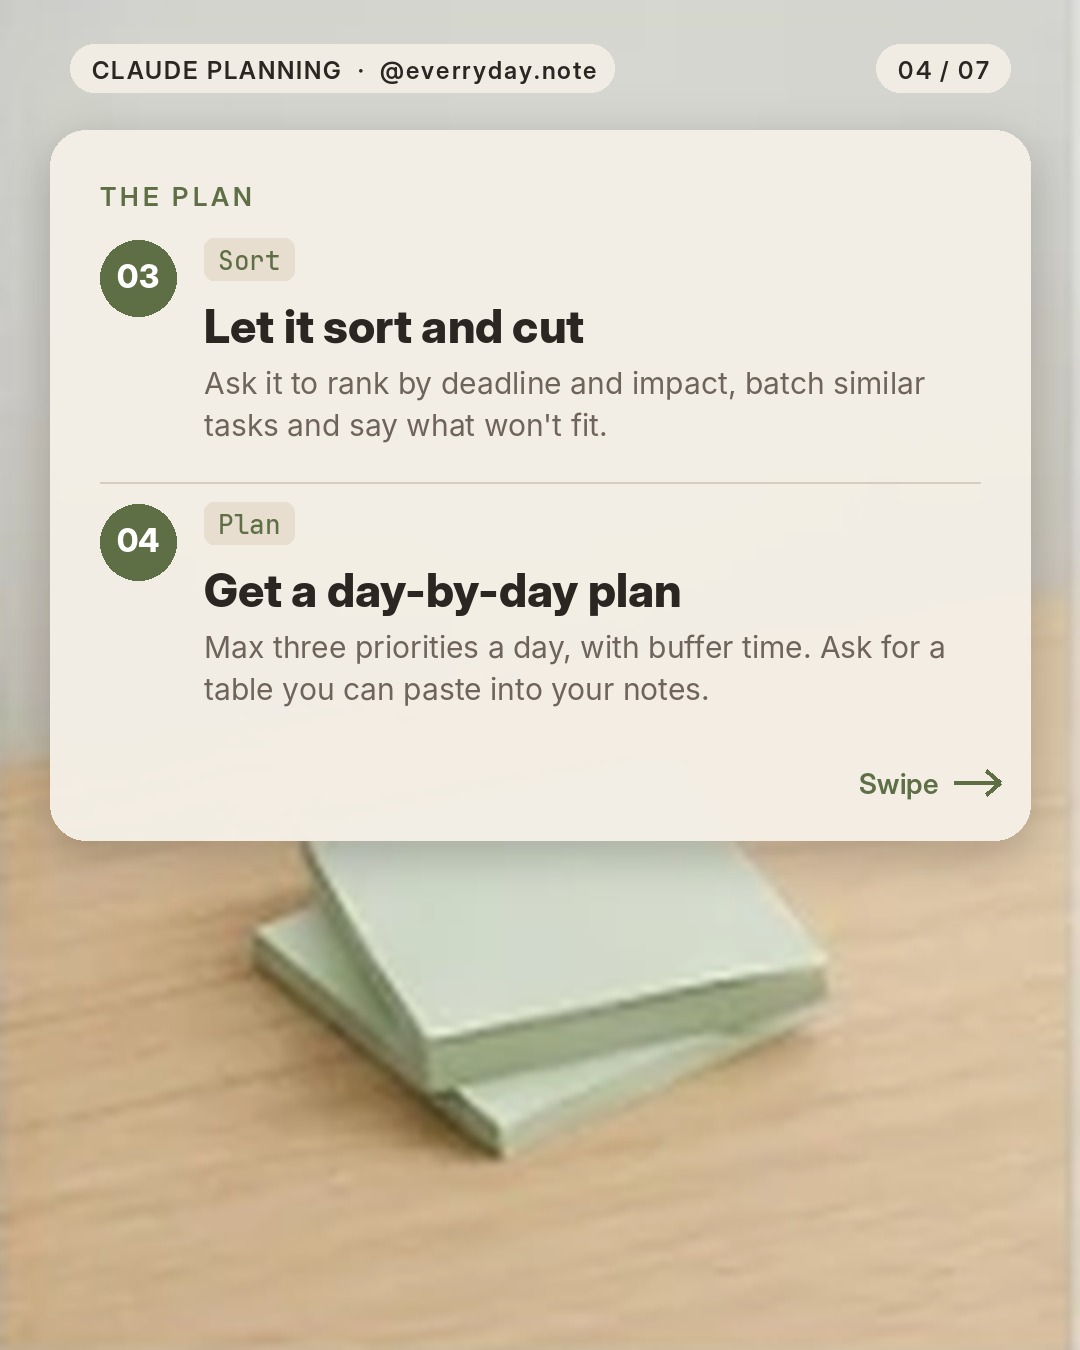 CLAUDE PLANNING · @everyday.note
04 / 07
THE PLAN
03
Sort
Let it sort and cut
Ask it to rank by deadline and impact, batch similar
tasks and say what won't fit.
04
Plan
Get a day-by-day plan
Max three priorities a day, with buffer time. Ask for a
table you can paste into your notes.
Swipe →